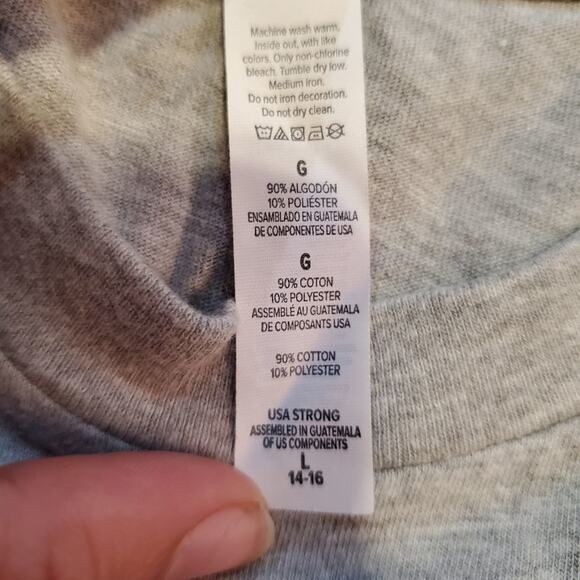 Machine wash warm.
Inside out, with like
colors. Only non-chlorine
bleach. Tumble dry low.
Medium iron.
Do not iron decoration.
Do not dry clean.
G
90% ALGODÓN
10% POLIÉSTER
ENSAMBLADO EN GUATEMALA
DE COMPONENTES DE USA
G
90% COTON
10% POLYESTER
ASSEMBLÉ AU GUATEMALA
DE COMPOSANTS USA
90% COTTON
10% POLYESTER
USA STRONG
ASSEMBLED IN GUATEMALA
OF US COMPONENTS
L
14-16